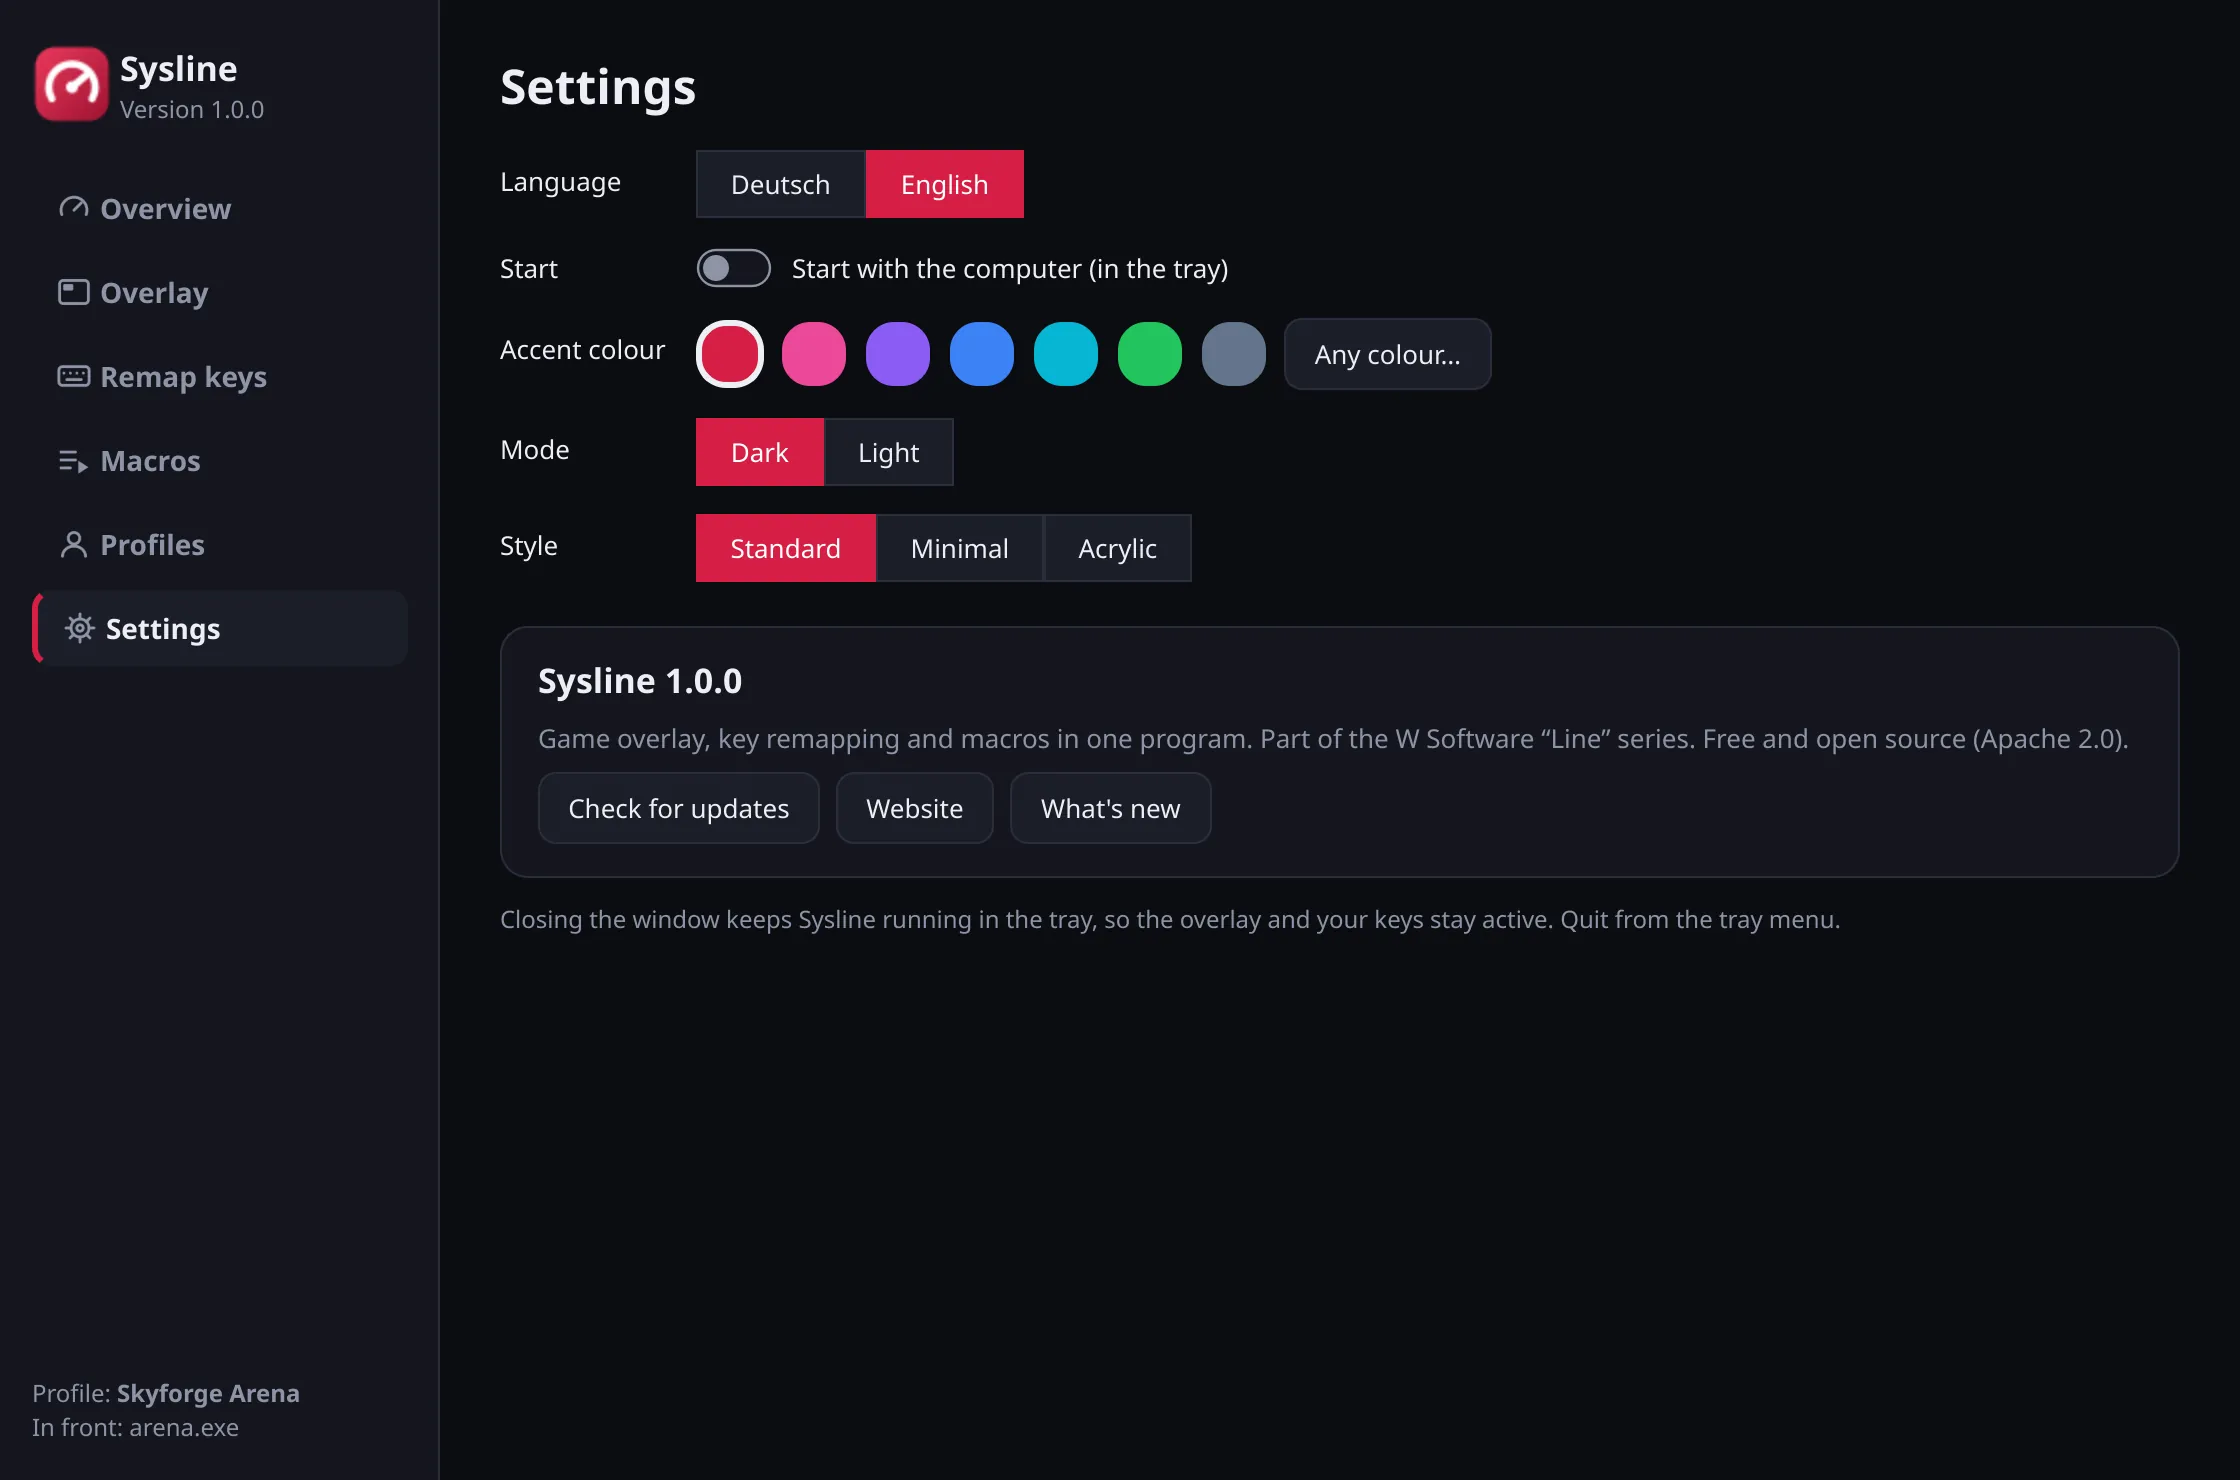 Sysline
Version 1.0.0
Overview
Overlay
Remap keys
Macros
Profiles
Settings
Profile: Skyforge Arena
In front: arena.exe
Settings
Language
Deutsch
English
Start
Start with the computer (in the tray)
Accent colour
Any colour...
Mode
Dark
Light
Style
Standard
Minimal
Acrylic
Sysline 1.0.0
Game overlay, key remapping and macros in one program. Part of the W Software “Line” series. Free and open source (Apache 2.0).
Check for updates
Website
What's new
Closing the window keeps Sysline running in the tray, so the overlay and your keys stay active. Quit from the tray menu.